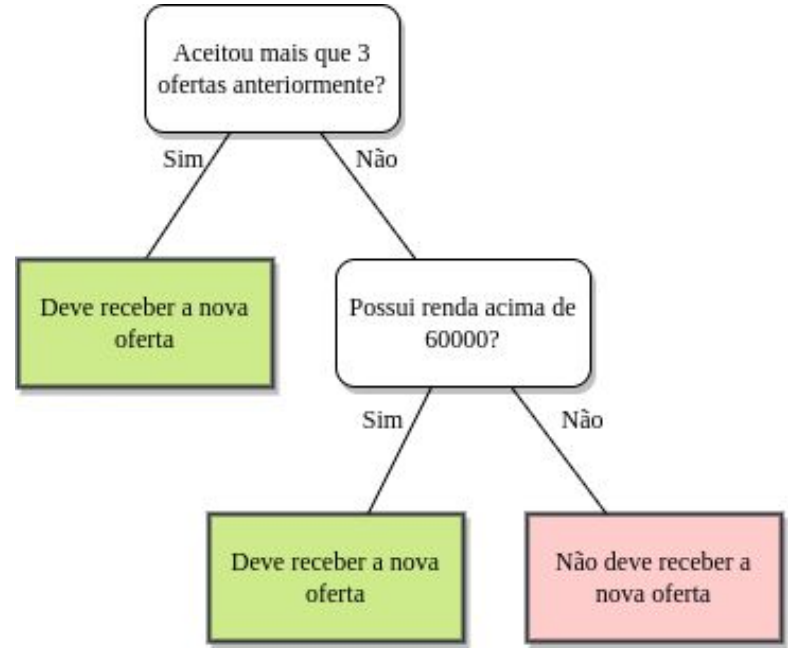 Aceitou mais que 3
ofertas anteriormente?
Sim
Não
Deve receber a nova
oferta
Possui renda acima de
60000?
Sim
Não
Deve receber a nova
oferta
Não deve receber a
nova oferta